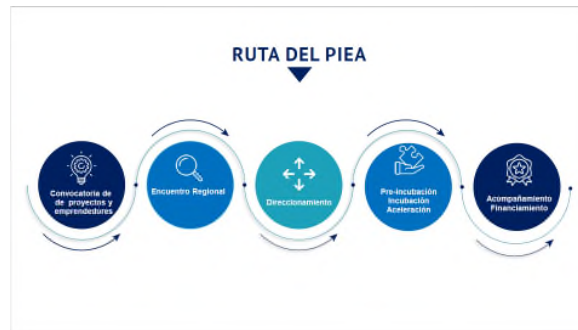 RUTA DEL PIEA
Convocatoria de
de proyectos y
emprendedores
Encuentro Regional
Direccionamiento
Pre-incubación
Incubación
Aceleración
Acompañamiento
Financiamiento